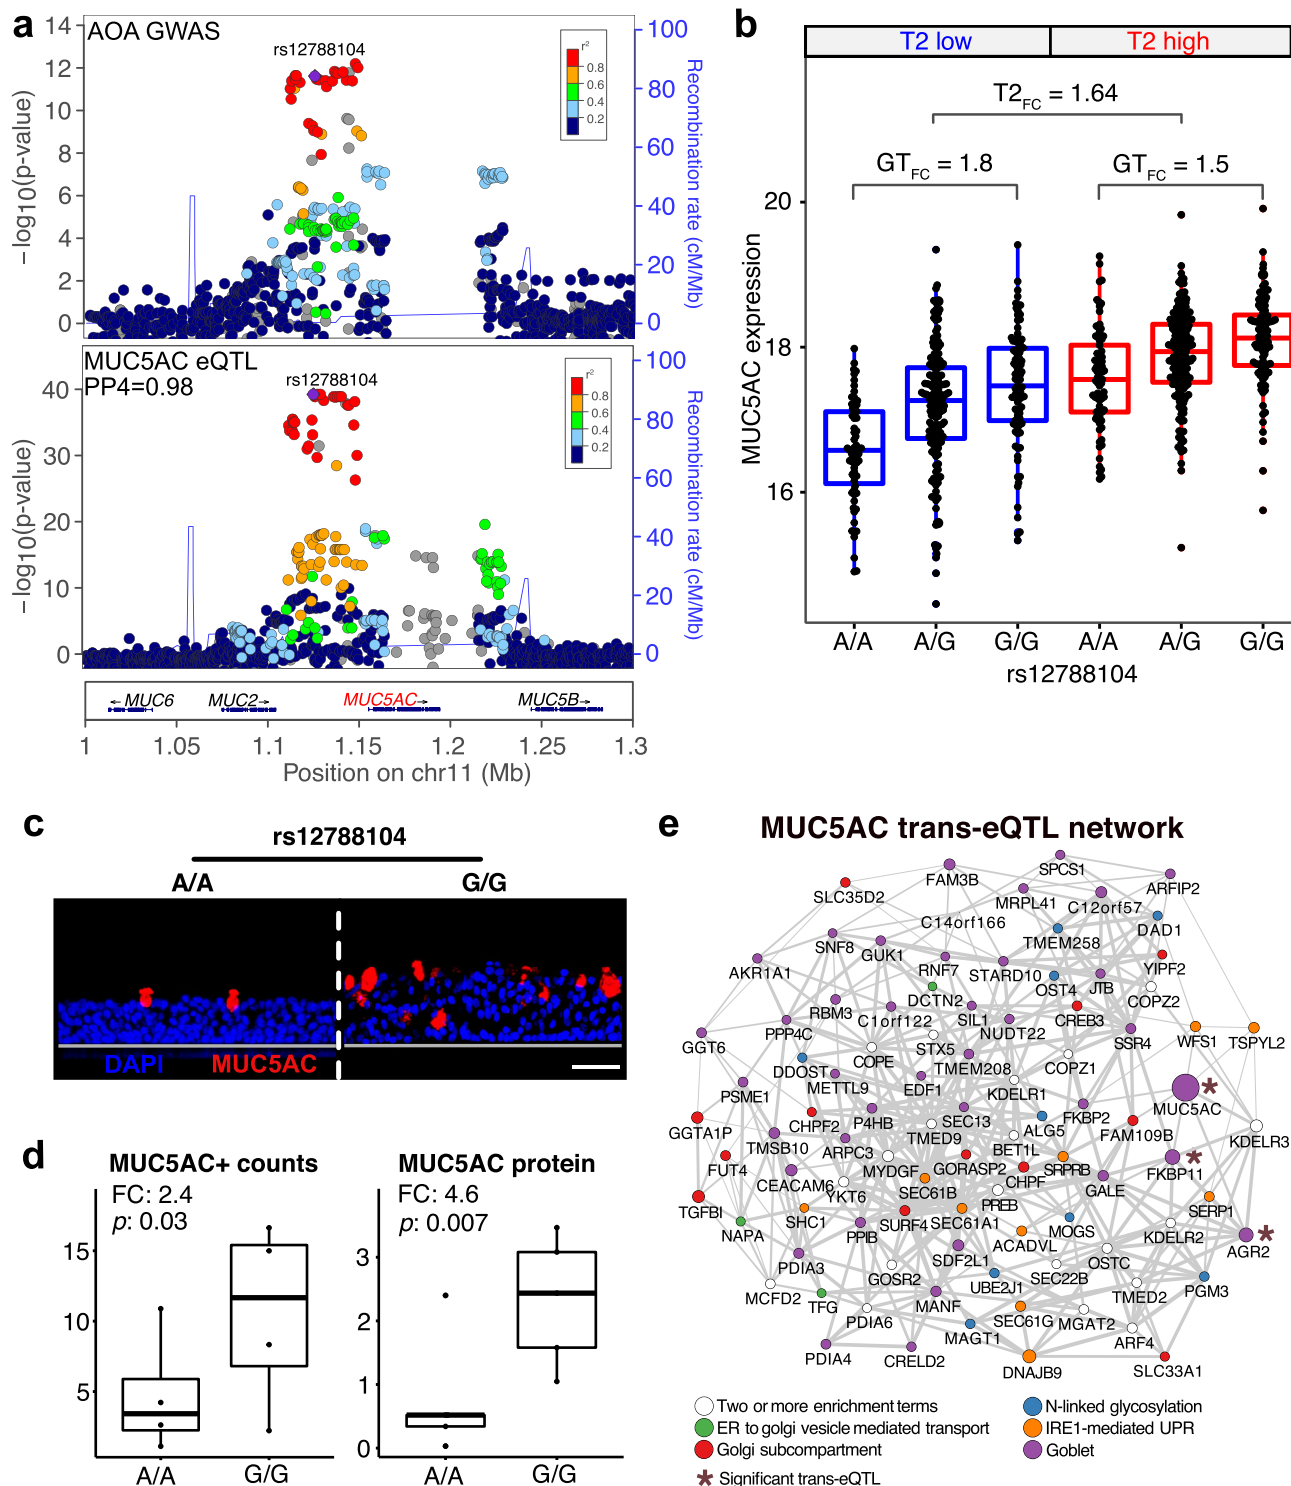 a
AOA GWAS
rs12788104
r²
0.8
0.6
0.4
0.2
14
12
10
8
6
4
2
0
−log10(p-value)
100
80
60
40
20
0
Recombination rate (cM/Mb)
MUC5AC eQTL
PP4=0.98
rs12788104
r²
0.8
0.6
0.4
0.2
40
30
20
10
0
−log10(p-value)
100
80
60
40
20
0
Recombination rate (cM/Mb)
MUC6 MUC2 MUC5AC MUC5B
1 1.05 1.1 1.15 1.2 1.25 1.3
Position on chr11 (Mb)
b
T2 low T2 high
T2FC = 1.64
GTFC = 1.8 GTFC = 1.5
20
18
16
MUC5AC expression
A/A A/G G/G A/A A/G G/G
rs12788104
c
rs12788104
A/A G/G
DAPI MUC5AC
d
MUC5AC+ counts
FC: 2.4
p: 0.03
15
10
5
A/A G/G
MUC5AC protein
FC: 4.6
p: 0.007
3
2
1
0
A/A G/G
e
MUC5AC trans-eQTL network
SPCS1
FAM3B
ARFIP2
SLC35D2
MRPL41
C12orf57
C14orf166
DAD1
SNF8
GUK1
TMEM258
AKR1A1
RNF7
STARD10
YIPF2
OST4
JTB
DCTN2
COPZ2
RBM3
C1orf122
SIL1
NUDT22
CREB3
PPP4C
SSR4
WFS1
TSPYL2
GGT6
COPE
STX5
TMEM208
COPZ1
DDOST
METTL9
EDF1
KDELR1
PSME1
MUC5AC
CHPF2
P4HB
SEC13
ALG5
FKBP2
GGTA1P
TMED9
FAM109B
KDELR3
TMSB10
ARPC3
BET1L
FUT4
MYDGF
GORASP2
SRPRB
FKBP11
CEACAM6
CHPF
YKT6
SEC61B
PREB
GALE
TGFBI
SHC1
SURF4
SEC61A1
SERP1
NAPA
PPIB
MOGS
KDELR2
ACADVL
AGR2
PDIA3
SDF2L1
OSTC
GOSR2
SEC22B
MCFD2
UBE2J1
TMED2
PGM3
TFG
MANF
PDIA6
SEC61G
MGAT2
MAGT1
ARF4
PDIA4
CRELD2
DNAJB9
SLC33A1
Two or more enrichment terms
ER to golgi vesicle mediated transport
Golgi subcompartment
Significant trans-eQTL
N-linked glycosylation
IRE1-mediated UPR
Goblet